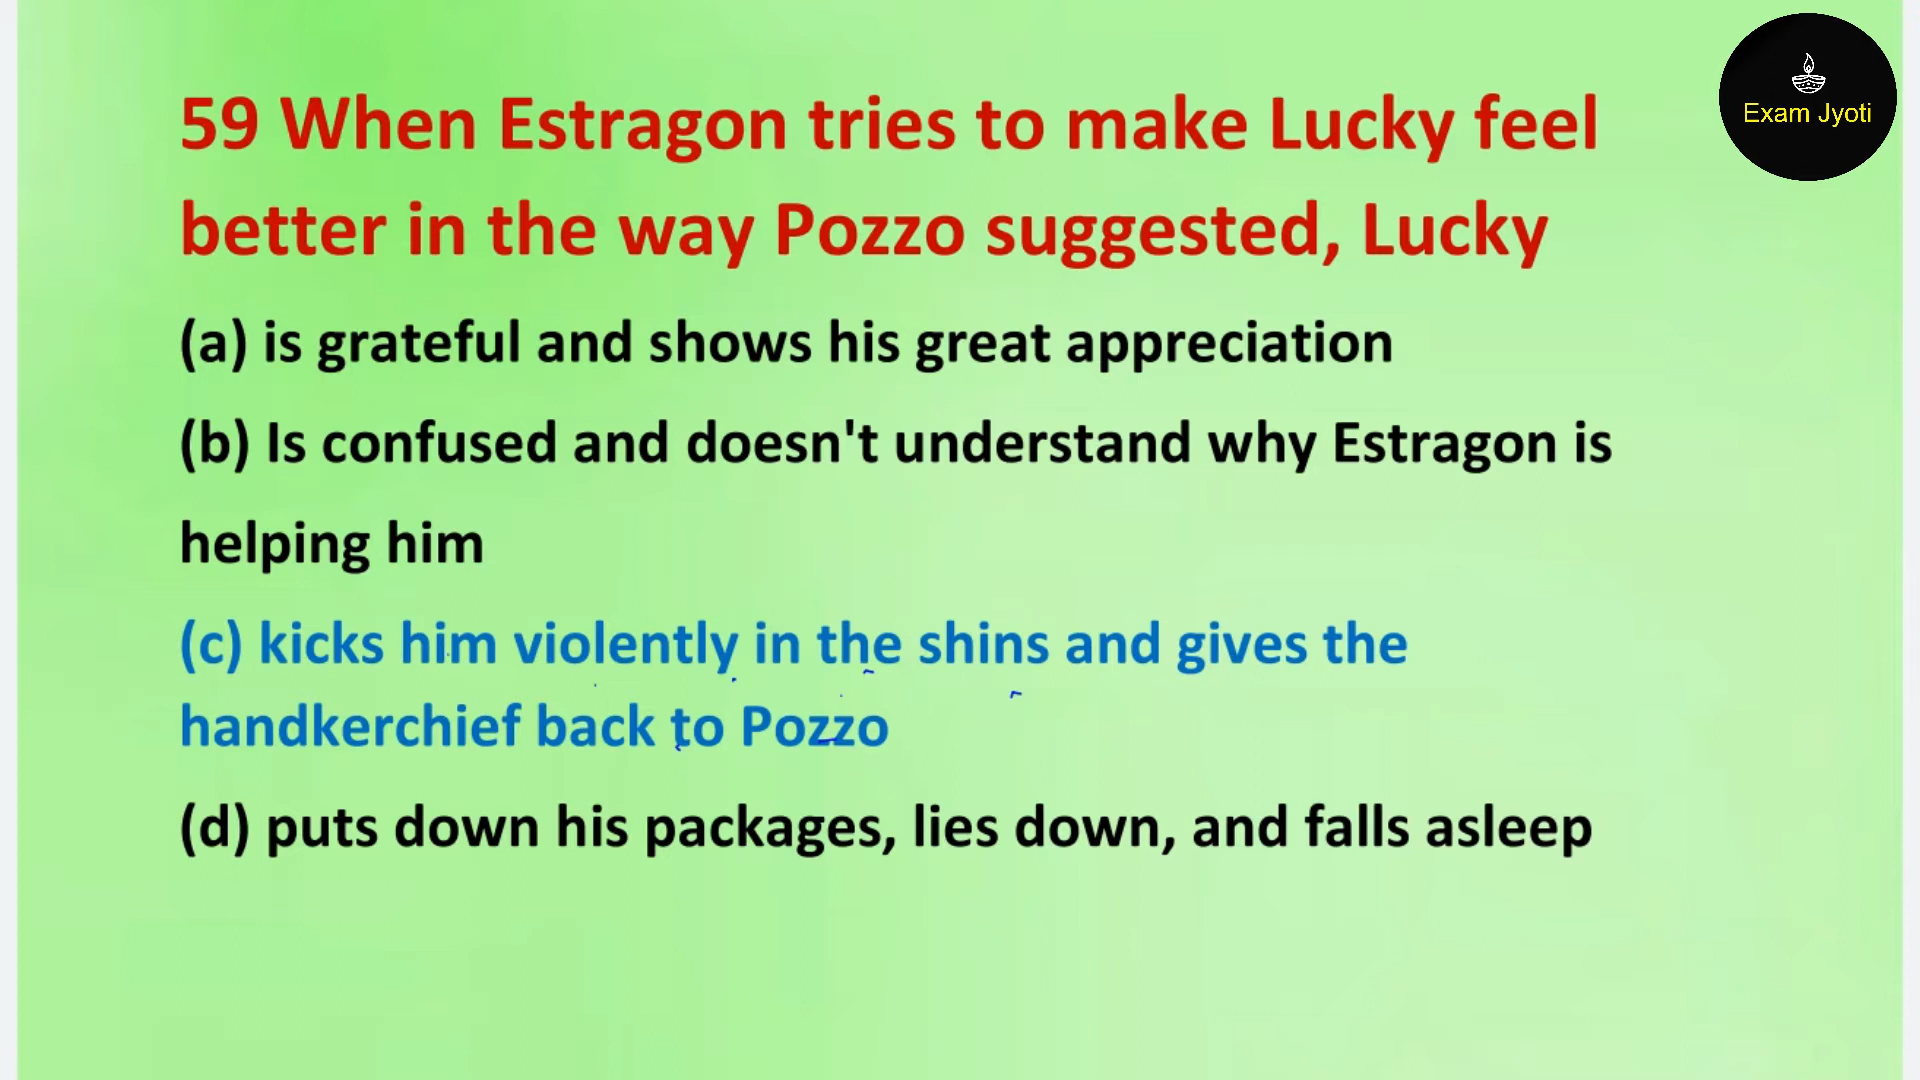 Exam Jyoti
59 When Estragon tries to make Lucky feel
better in the way Pozzo suggested, Lucky
(a) is grateful and shows his great appreciation
(b) Is confused and doesn't understand why Estragon is
helping him
(c) kicks him violently in the shins and gives the
handkerchief back to Pozzo
(d) puts down his packages, lies down, and falls asleep